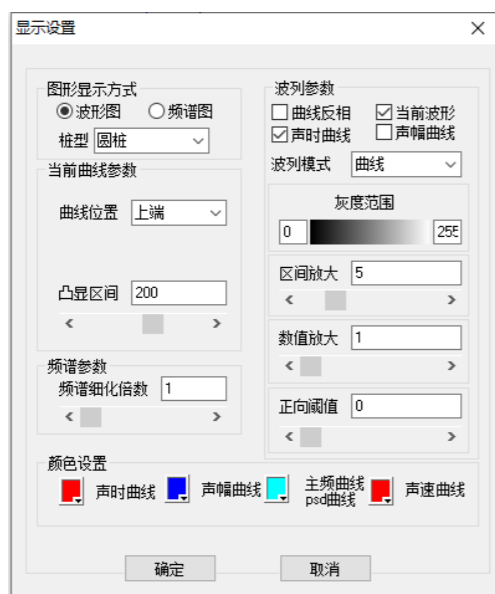 显示设置
图形显示方式
波形图 频谱图
桩型 圆桩
当前曲线参数
曲线位置 上端
凸显区间 200
频谱参数
频谱细化倍数 1
波列参数
曲线反相 当前波形
声时曲线 声幅曲线
波列模式 曲线
灰度范围
0 255
区间放大 5
数值放大 1
正向阈值 0
颜色设置
声时曲线 声幅曲线 主频曲线 声速曲线
psd曲线
确定 取消